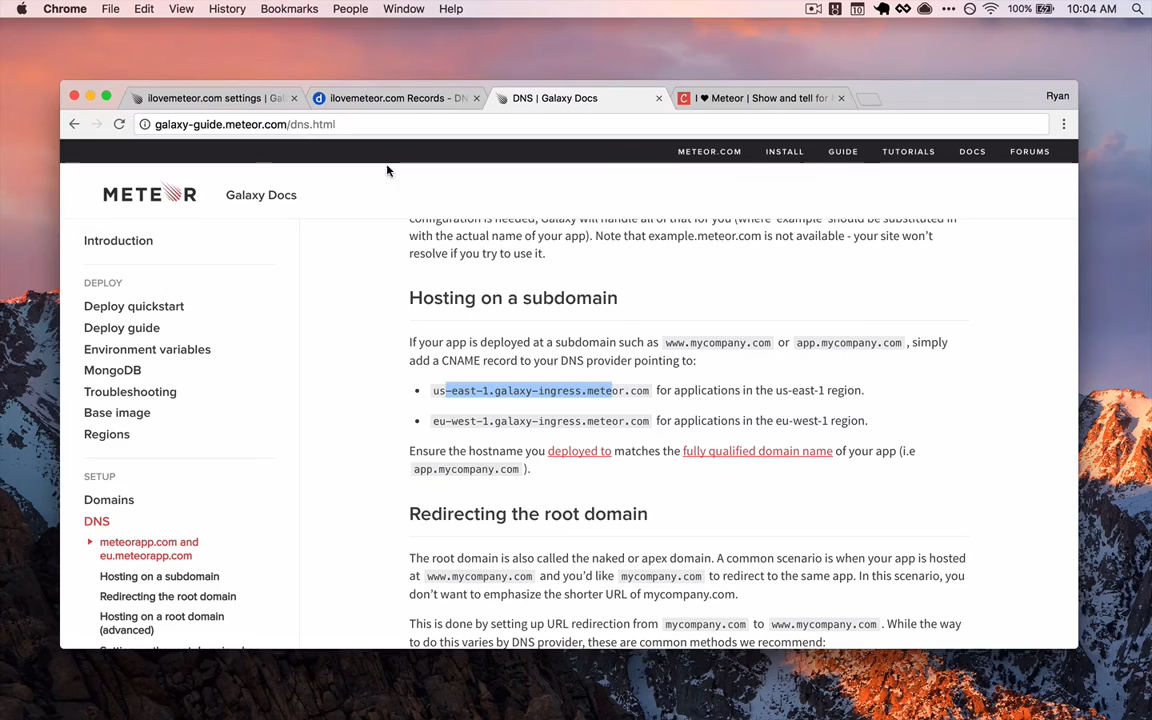 Chrome File Edit View History Bookmarks People Window Help 10 100% 10:04 AM
ilovemeteor.com settings | Gal ilovemeteor.com Records - DN DNS | Galaxy Docs I ♥ Meteor | Show and tell for Ryan
galaxy-guide.meteor.com/dns.html
METEOR.COM INSTALL GUIDE TUTORIALS DOCS FORUMS
METEOR Galaxy Docs
Introduction
DEPLOY
Deploy quickstart
Deploy guide
Environment variables
MongoDB
Troubleshooting
Base image
Regions
SETUP
Domains
DNS
meteorapp.com and
eu.meteorapp.com
Hosting on a subdomain
Redirecting the root domain
Hosting on a root domain
(advanced)
configuration is needed, Galaxy will handle all of that for you (where 'example' should be substituted in
with the actual name of your app). Note that example.meteor.com is not available - your site won't
resolve if you try to use it.
Hosting on a subdomain
If your app is deployed at a subdomain such as www.mycompany.com or app.mycompany.com, simply
add a CNAME record to your DNS provider pointing to:
• us-east-1.galaxy-ingress.meteor.com for applications in the us-east-1 region.
• eu-west-1.galaxy-ingress.meteor.com for applications in the eu-west-1 region.
Ensure the hostname you deployed to matches the fully qualified domain name of your app (i.e
app.mycompany.com ).
Redirecting the root domain
The root domain is also called the naked or apex domain. A common scenario is when your app is hosted
at www.mycompany.com and you'd like mycompany.com to redirect to the same app. In this scenario, you
don't want to emphasize the shorter URL of mycompany.com.
This is done by setting up URL redirection from mycompany.com to www.mycompany.com. While the way
to do this varies by DNS provider, these are common methods we recommend: